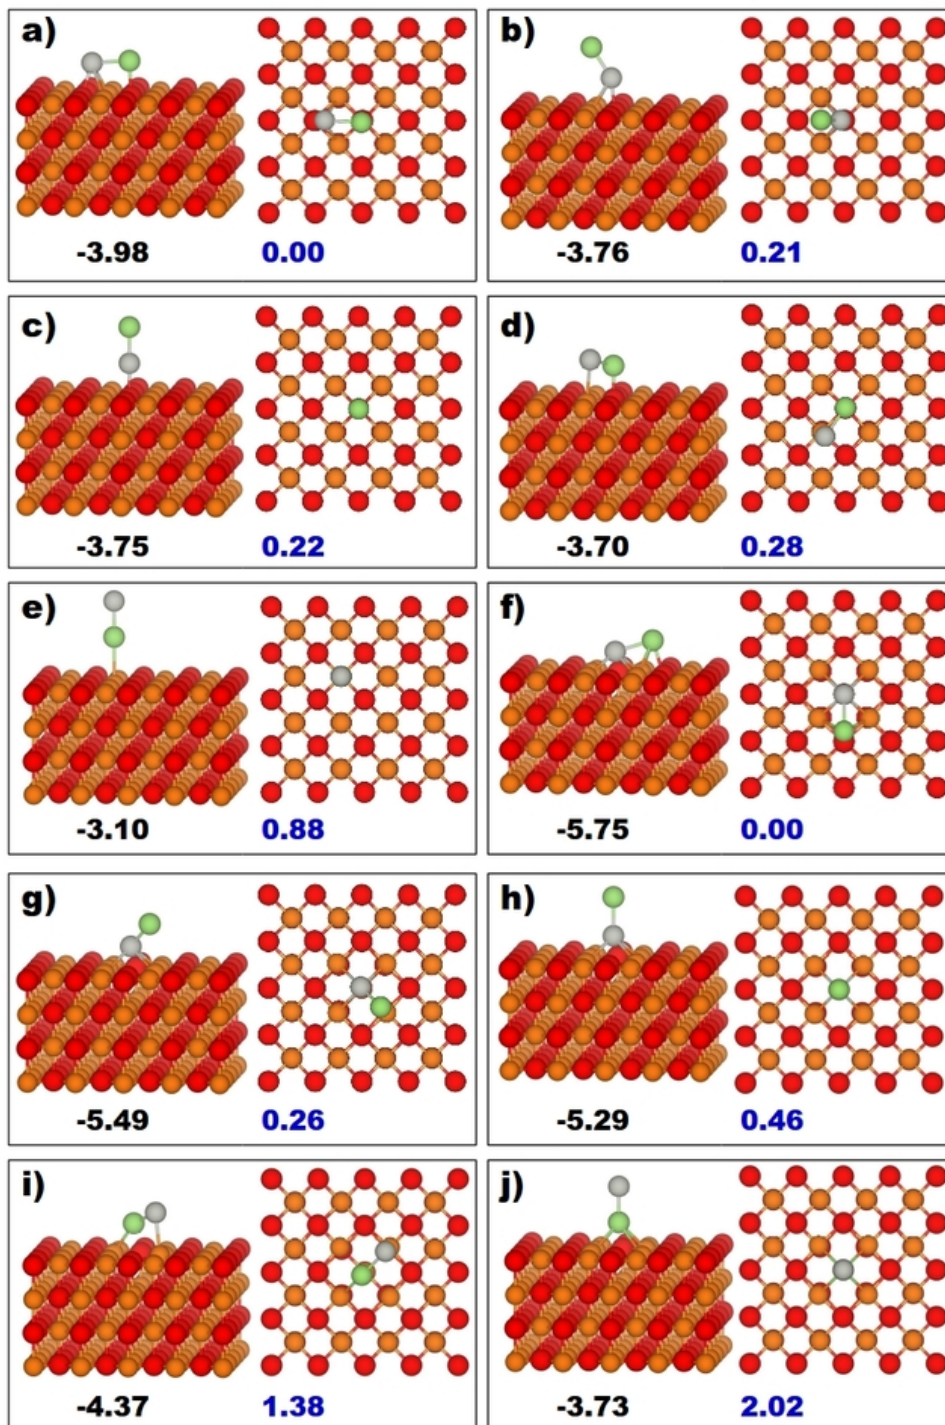 a)
-3.98 0.00
b)
-3.76 0.21
c)
-3.75 0.22
d)
-3.70 0.28
e)
-3.10 0.88
f)
-5.75 0.00
g)
-5.49 0.26
h)
-5.29 0.46
i)
-4.37 1.38
j)
-3.73 2.02